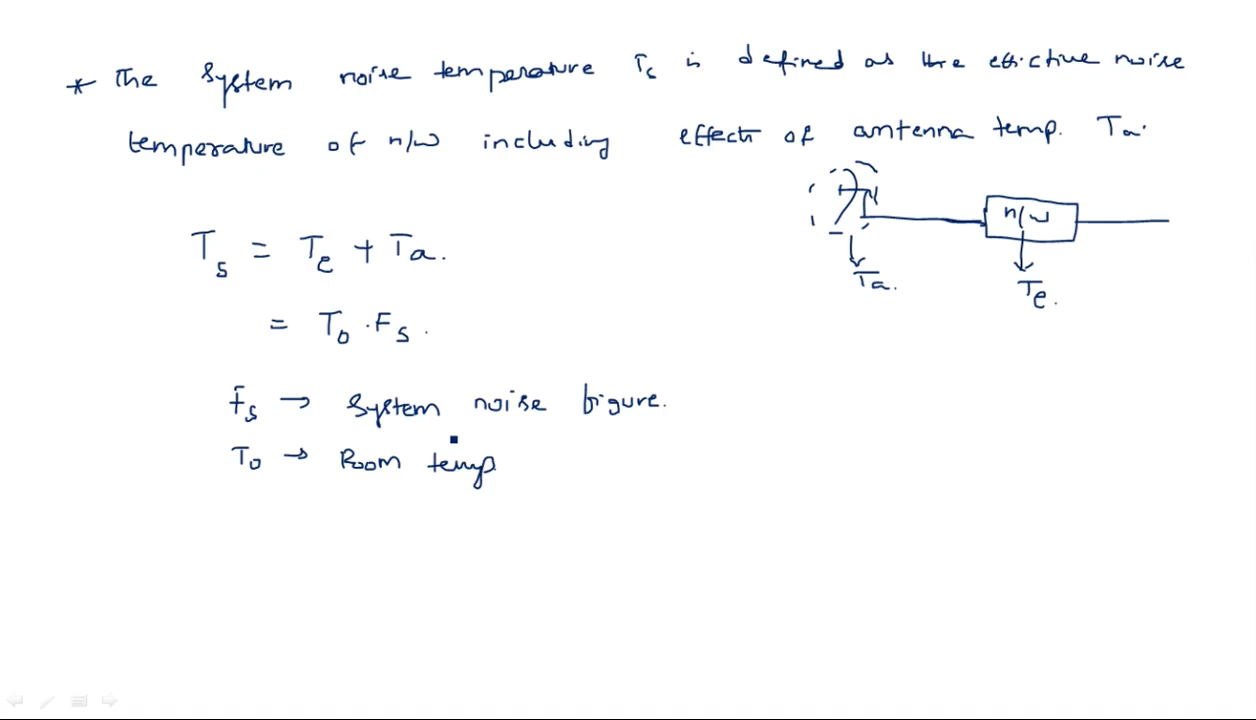 * The system noise temperature Ts is defined as the effective noise
temperature of n/w including effect of antenna temp. Ta.
n/w
Ta.
Te.
Ts = Te + Ta.
= To . Fs .
Fs → System noise figure.
To → Room temp